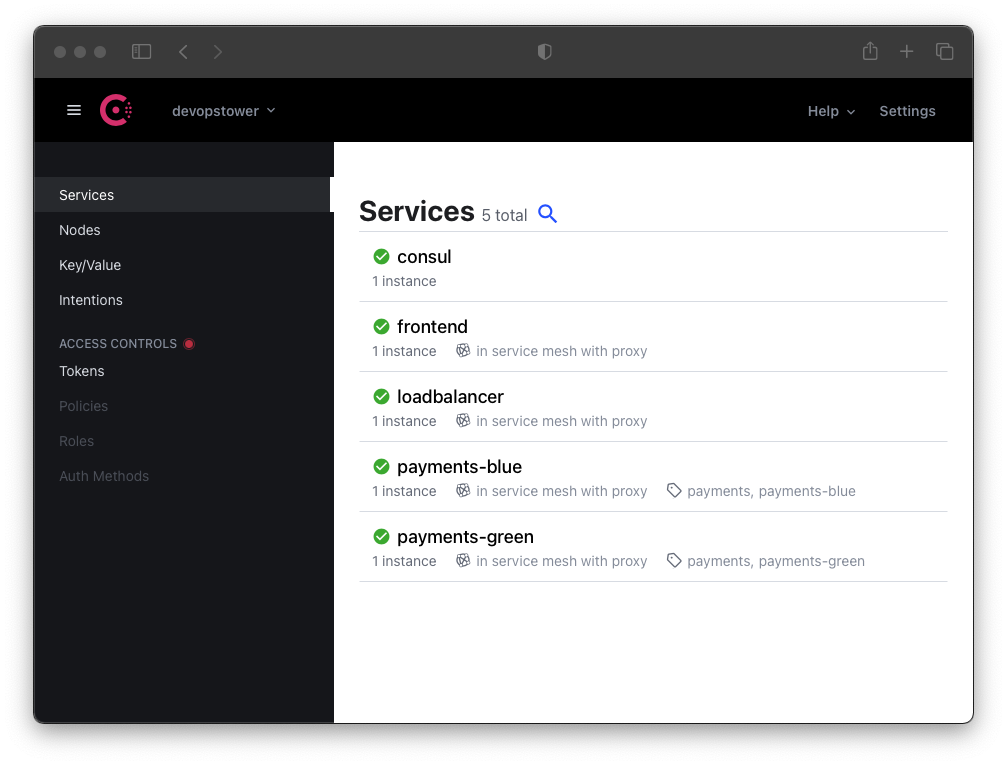 devopstower
Help
Settings
Services
Nodes
Key/Value
Intentions
ACCESS CONTROLS
Tokens
Policies
Roles
Auth Methods
Services 5 total
consul
1 instance
frontend
1 instance in service mesh with proxy
loadbalancer
1 instance in service mesh with proxy
payments-blue
1 instance in service mesh with proxy payments, payments-blue
payments-green
1 instance in service mesh with proxy payments, payments-green